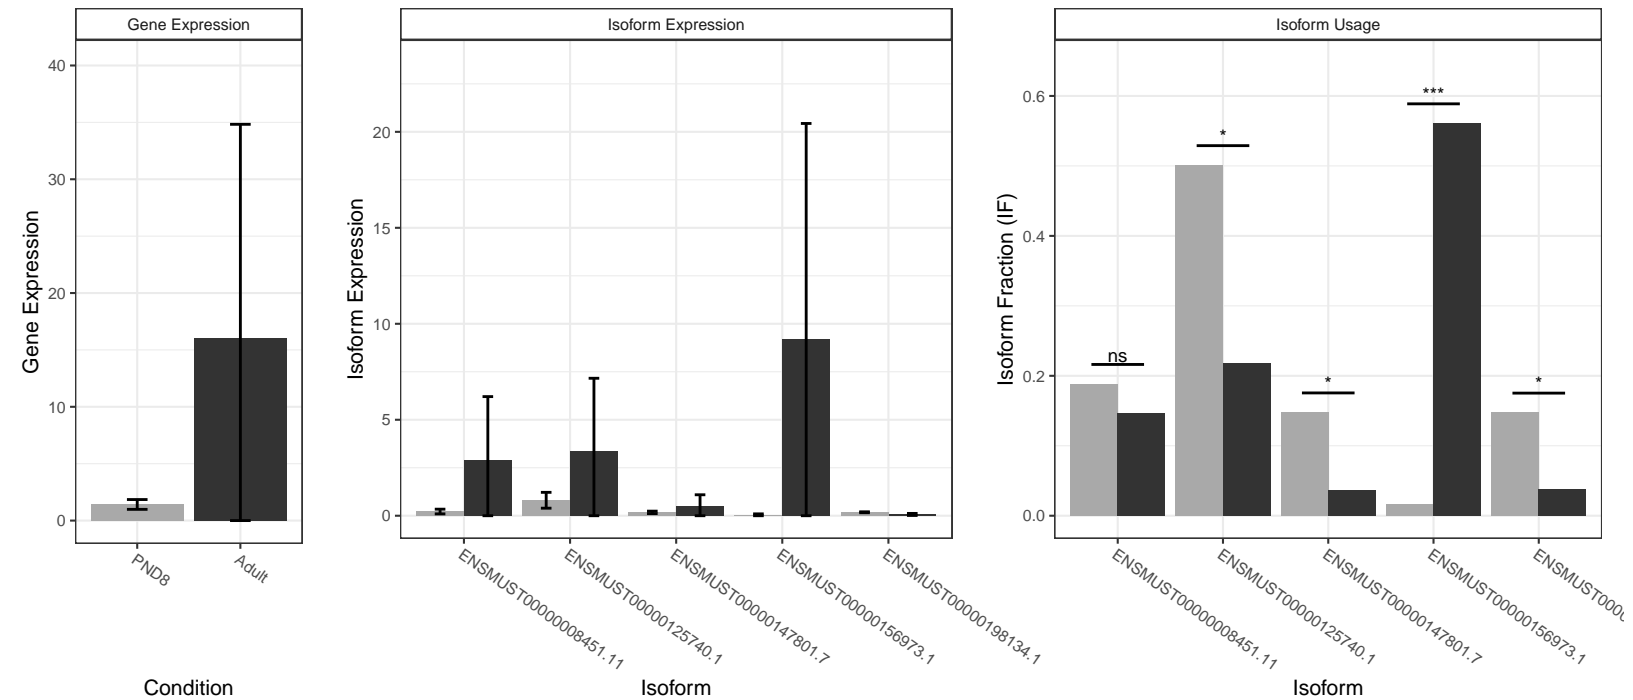 Gene Expression
Isoform Expression
Isoform Usage
Gene Expression
40
30
20
10
0
PND8
Adult
Condition
Isoform Expression
20
15
10
5
0
ENSMUST00000008451.11
ENSMUST00000125740.1
ENSMUST00000147801.7
ENSMUST00000156973.1
ENSMUST00000198134.1
Isoform
Isoform Fraction (IF)
0.6
0.4
0.2
0.0
ns
*
*
***
*
ENSMUST00000008451.11
ENSMUST00000125740.1
ENSMUST00000147801.7
ENSMUST00000156973.1
Isoform